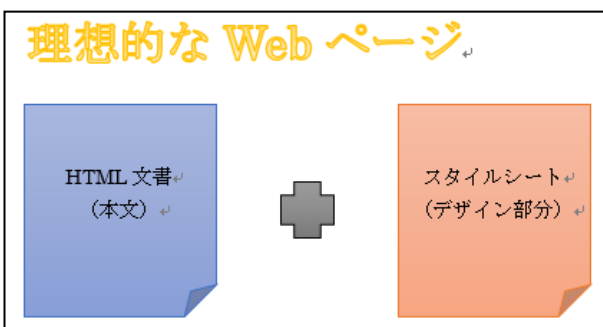 理想的な Web ページ
HTML 文書
（本文）
スタイルシート
（デザイン部分）